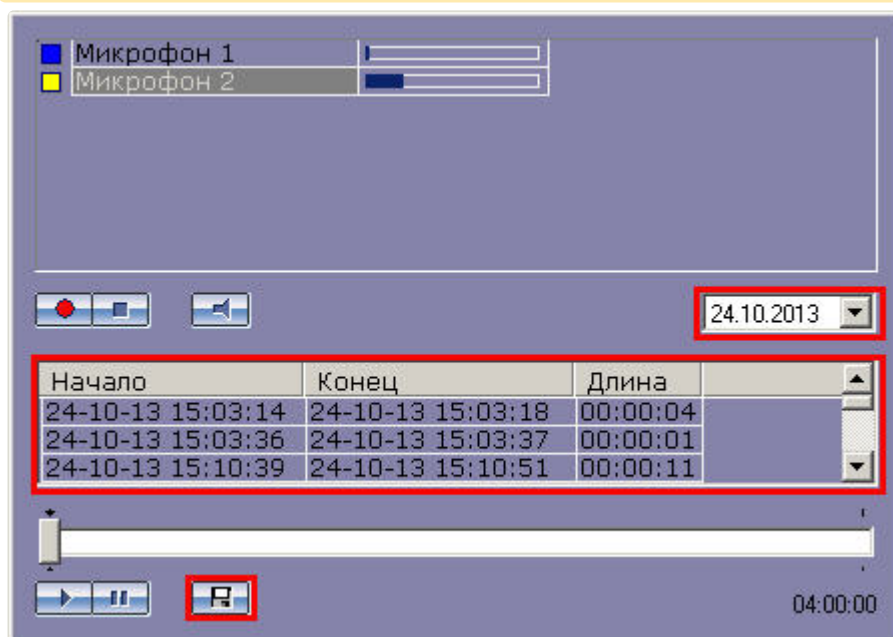 Микрофон 1
Микрофон 2
24.10.2013
Начало Конец Длина
24-10-13 15:03:14 24-10-13 15:03:18 00:00:04
24-10-13 15:03:36 24-10-13 15:03:37 00:00:01
24-10-13 15:10:39 24-10-13 15:10:51 00:00:11
04:00:00